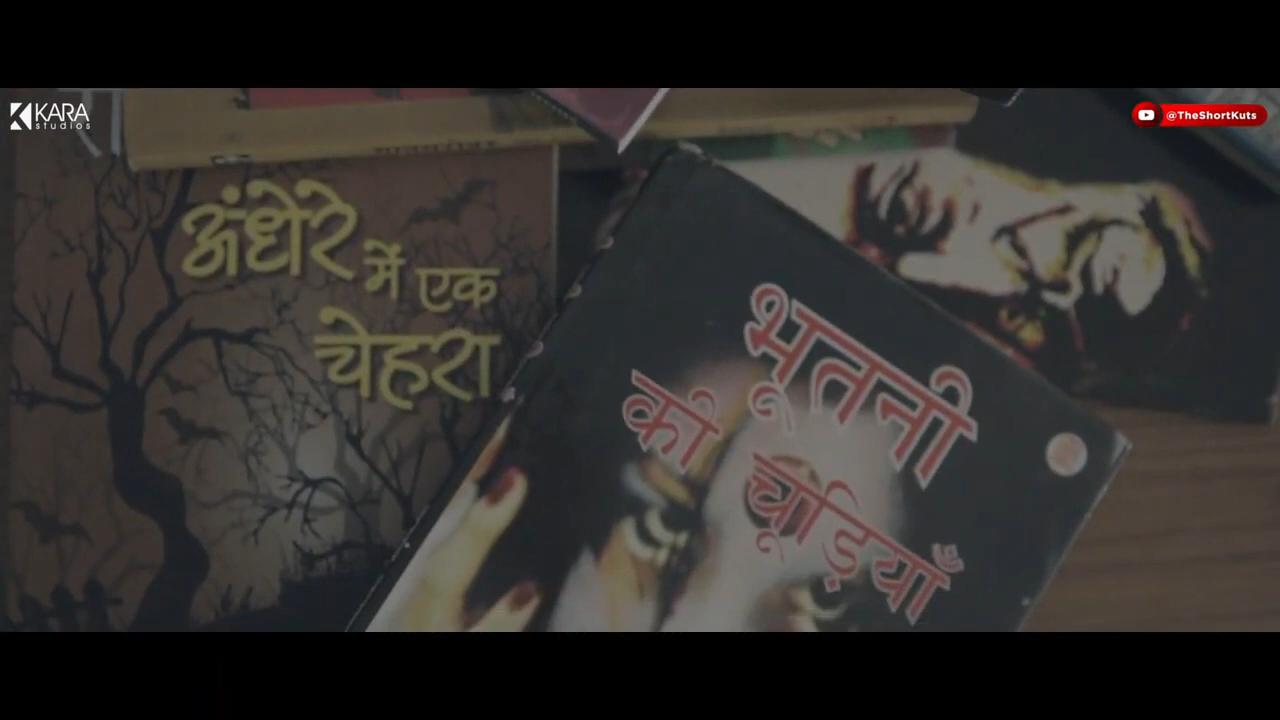 KARA
studios
@TheShortKuts
अंधेरे
में एक
चेहरा
भूतनी
की
चूड़ियाँ